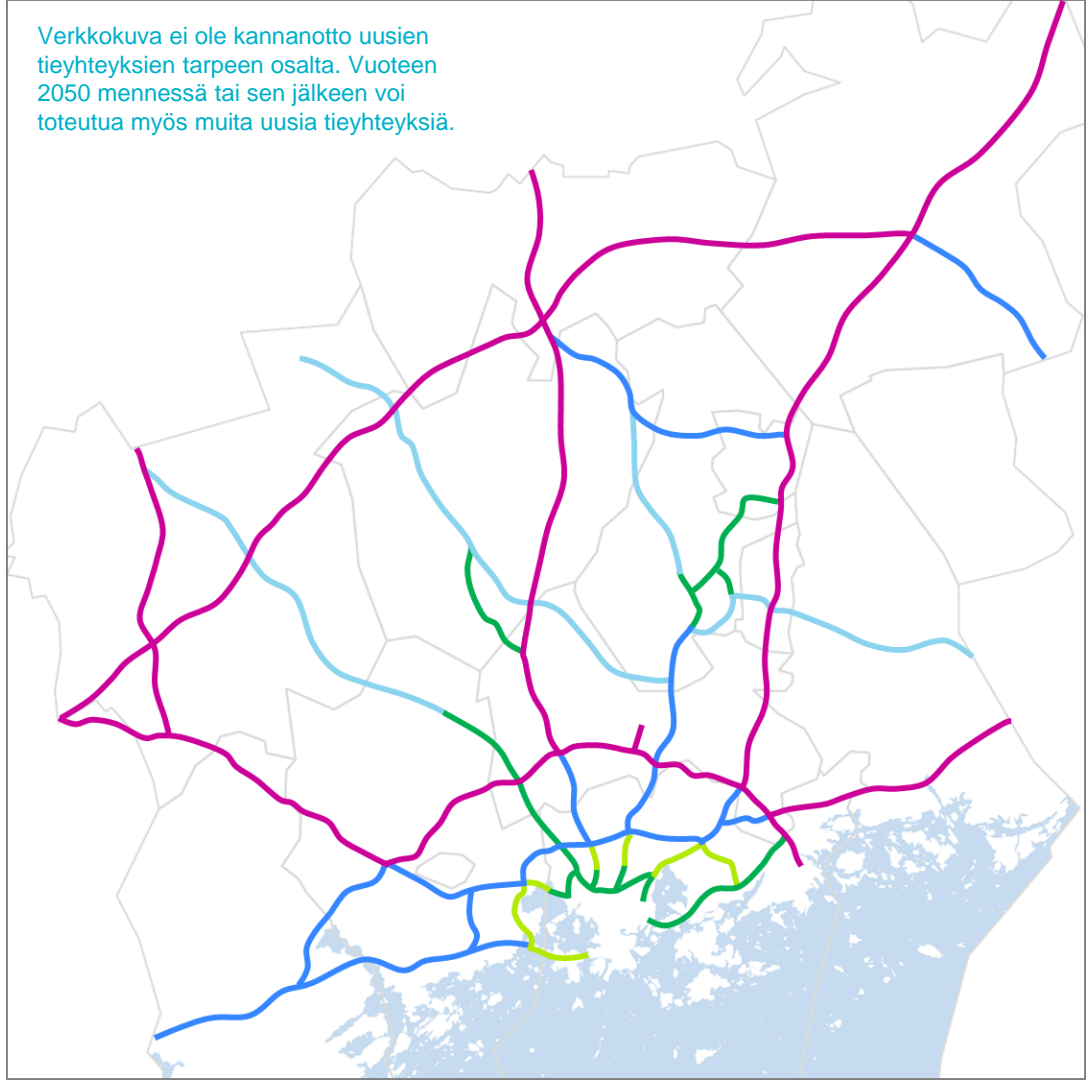 Verkkokuva ei ole kannanotto uusien
tieyhteyksien tarpeen osalta. Vuoteen
2050 mennessä tai sen jälkeen voi
toteutua myös muita uusia tieyhteyksiä.